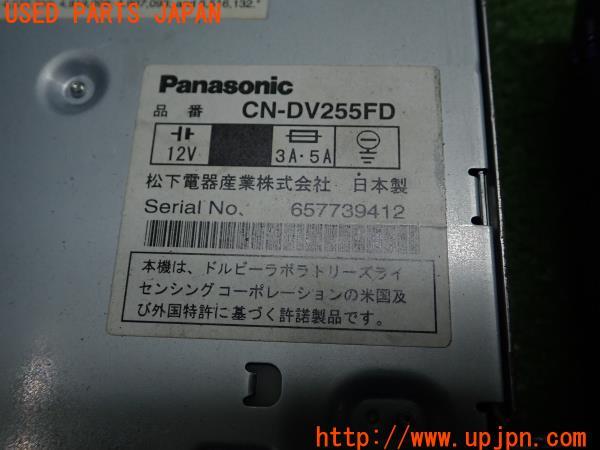 USED PARTS JAPAN
Panasonic
品 番 CN-DV255FD
12V 3A·5A
松下電器産業株式会社 日本製
Serial No. 657739412
本機は、ドルビーラボラトリーズライ
センシングコーポレーションの米国及
び外国特許に基づく許諾製品です。
UPJ http://www.upjpn.com/